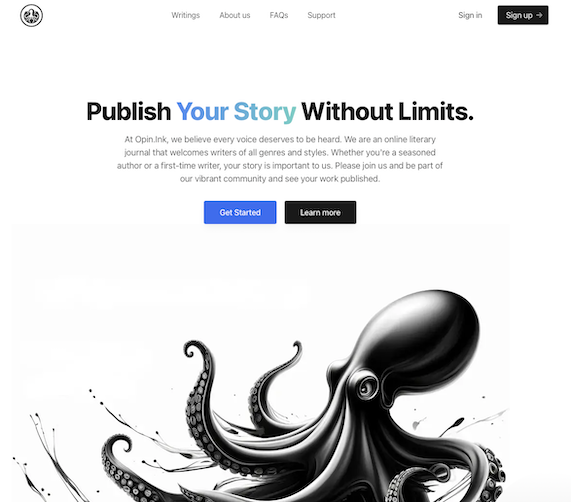 Writings About us FAQs Support Sign in Sign up →
Publish Your Story Without Limits.
At Opin.Ink, we believe every voice deserves to be heard. We are an online literary
journal that welcomes writers of all genres and styles. Whether you're a seasoned
author or a first-time writer, your story is important to us. Please join us and be part of
our vibrant community and see your work published.
Get Started Learn more